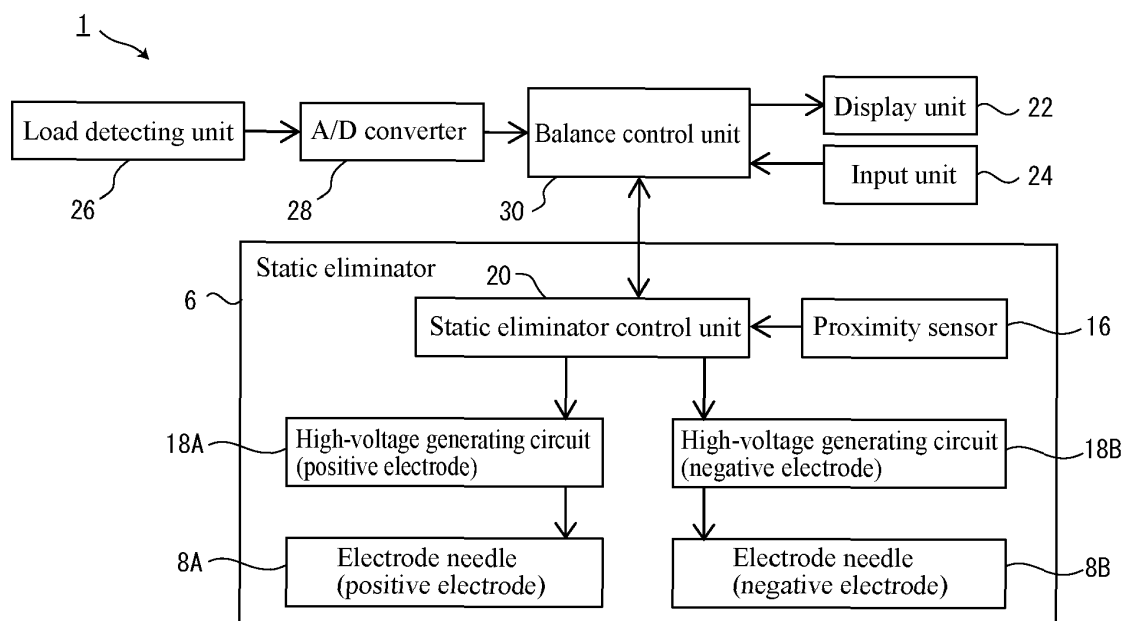 1
Load detecting unit
26
A/D converter
28
Balance control unit
30
Display unit
22
Input unit
24
Static eliminator
6
20
Static eliminator control unit
Proximity sensor
16
18A
High-voltage generating circuit
(positive electrode)
High-voltage generating circuit
(negative electrode)
18B
8A
Electrode needle
(positive electrode)
Electrode needle
(negative electrode)
8B